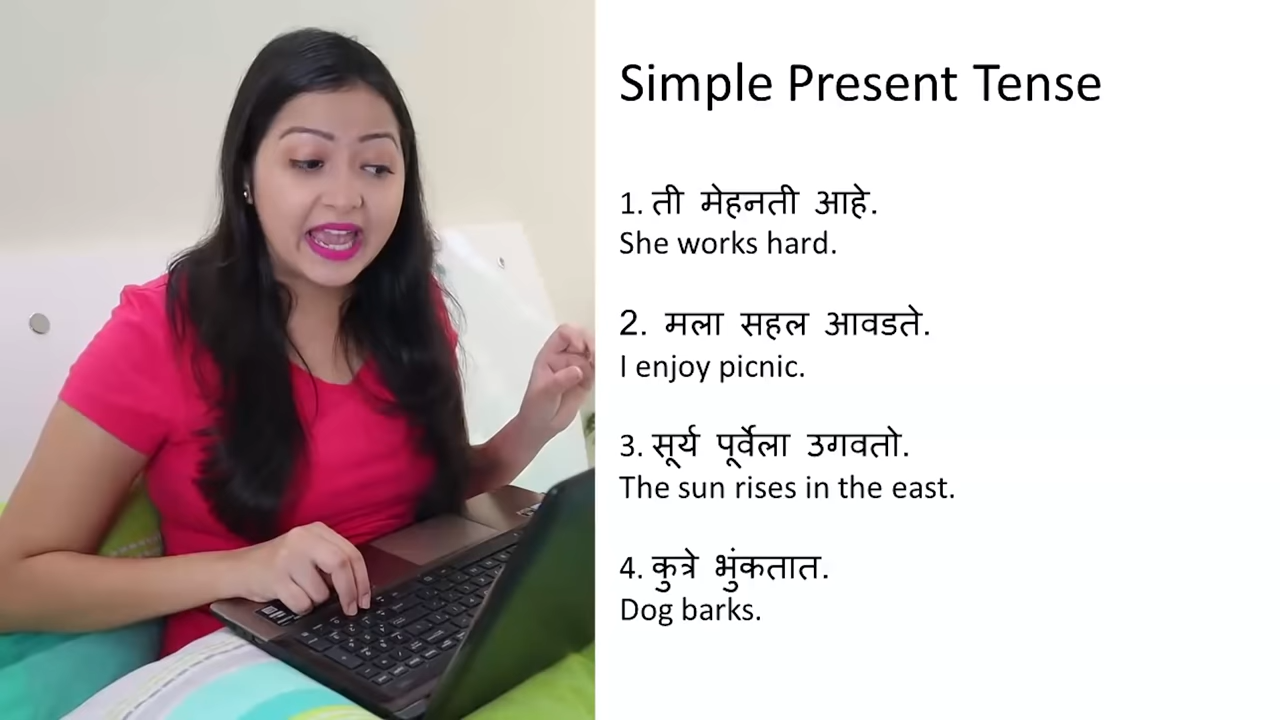 Simple Present Tense
1. ती मेहनती आहे.
She works hard.
2. मला सहल आवडते.
I enjoy picnic.
3. सूर्य पूर्वेला उगवतो.
The sun rises in the east.
4. कुत्रे भुंकतात.
Dog barks.